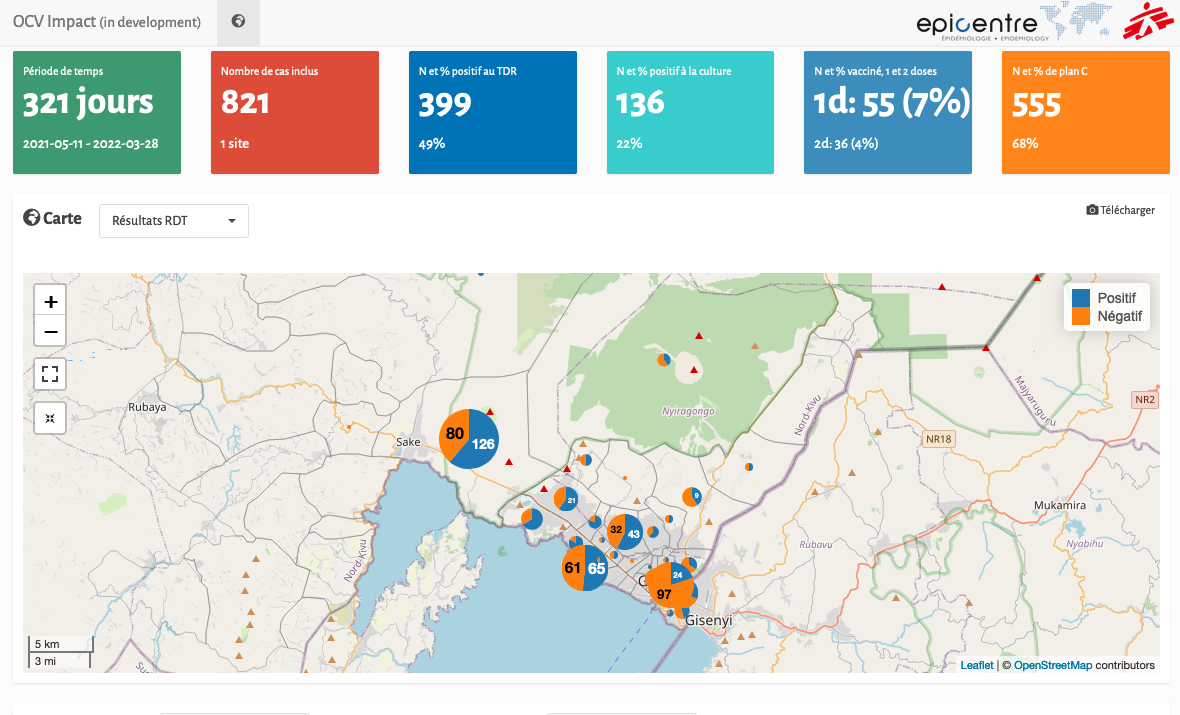 OCV Impact (in development)
epicentre
ÉPIDÉMIOLOGIE • EPIDEMIOLOGY
Période de temps
321 jours
2021-05-11 - 2022-03-28
Nombre de cas inclus
821
1 site
N et % positif au TDR
399
49%
N et % positif à la culture
136
22%
N et % vacciné, 1 et 2 doses
1d: 55 (7%)
2d: 36 (4%)
N et % de plan C
555
68%
Carte
Résultats RDT
Télécharger
+
−
Positif
Négatif
Rubaya
Sake
80
126
Nyiragongo
Nord-Kivu
Majyaruguru
NR2
NR18
21
9
32
43
61
65
24
97
Mukamira
Nyabihu
Rubavu
Nord-Kivu
Gisenyi
5 km
3 mi
Leaflet | © OpenStreetMap contributors